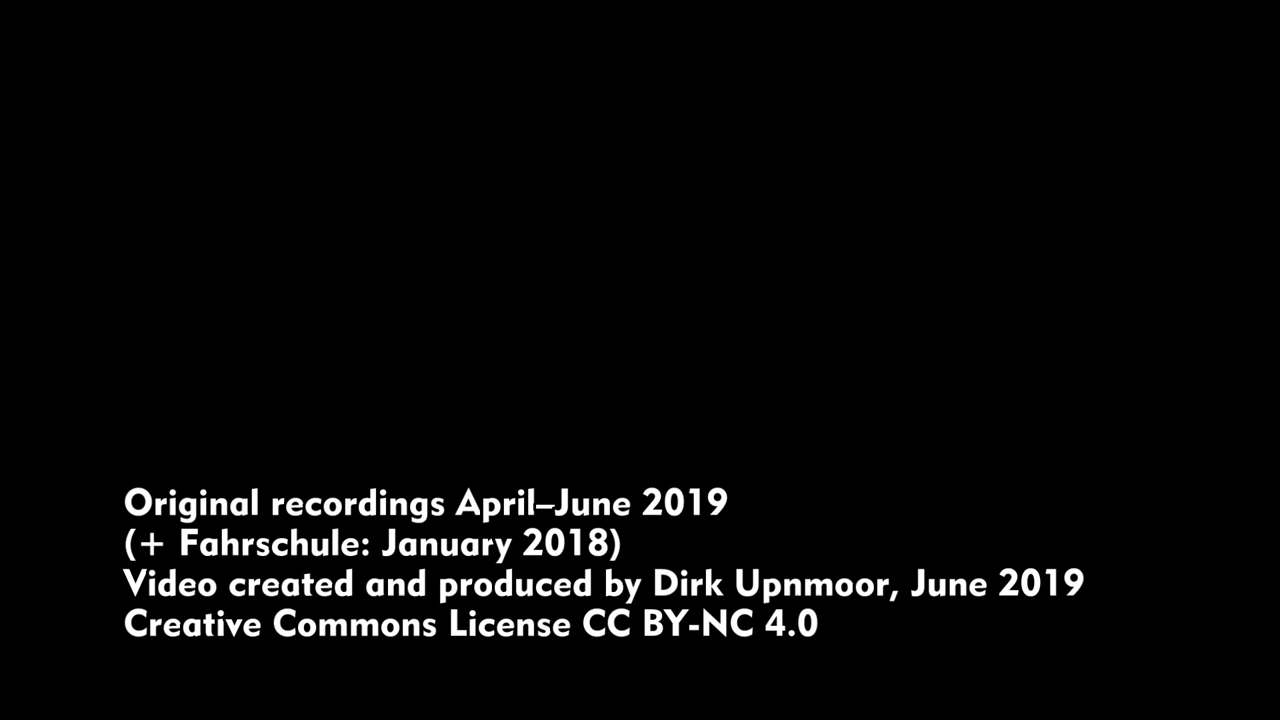 Original recordings April–June 2019
(+ Fahrschule: January 2018)
Video created and produced by Dirk Upnmoor, June 2019
Creative Commons License CC BY-NC 4.0